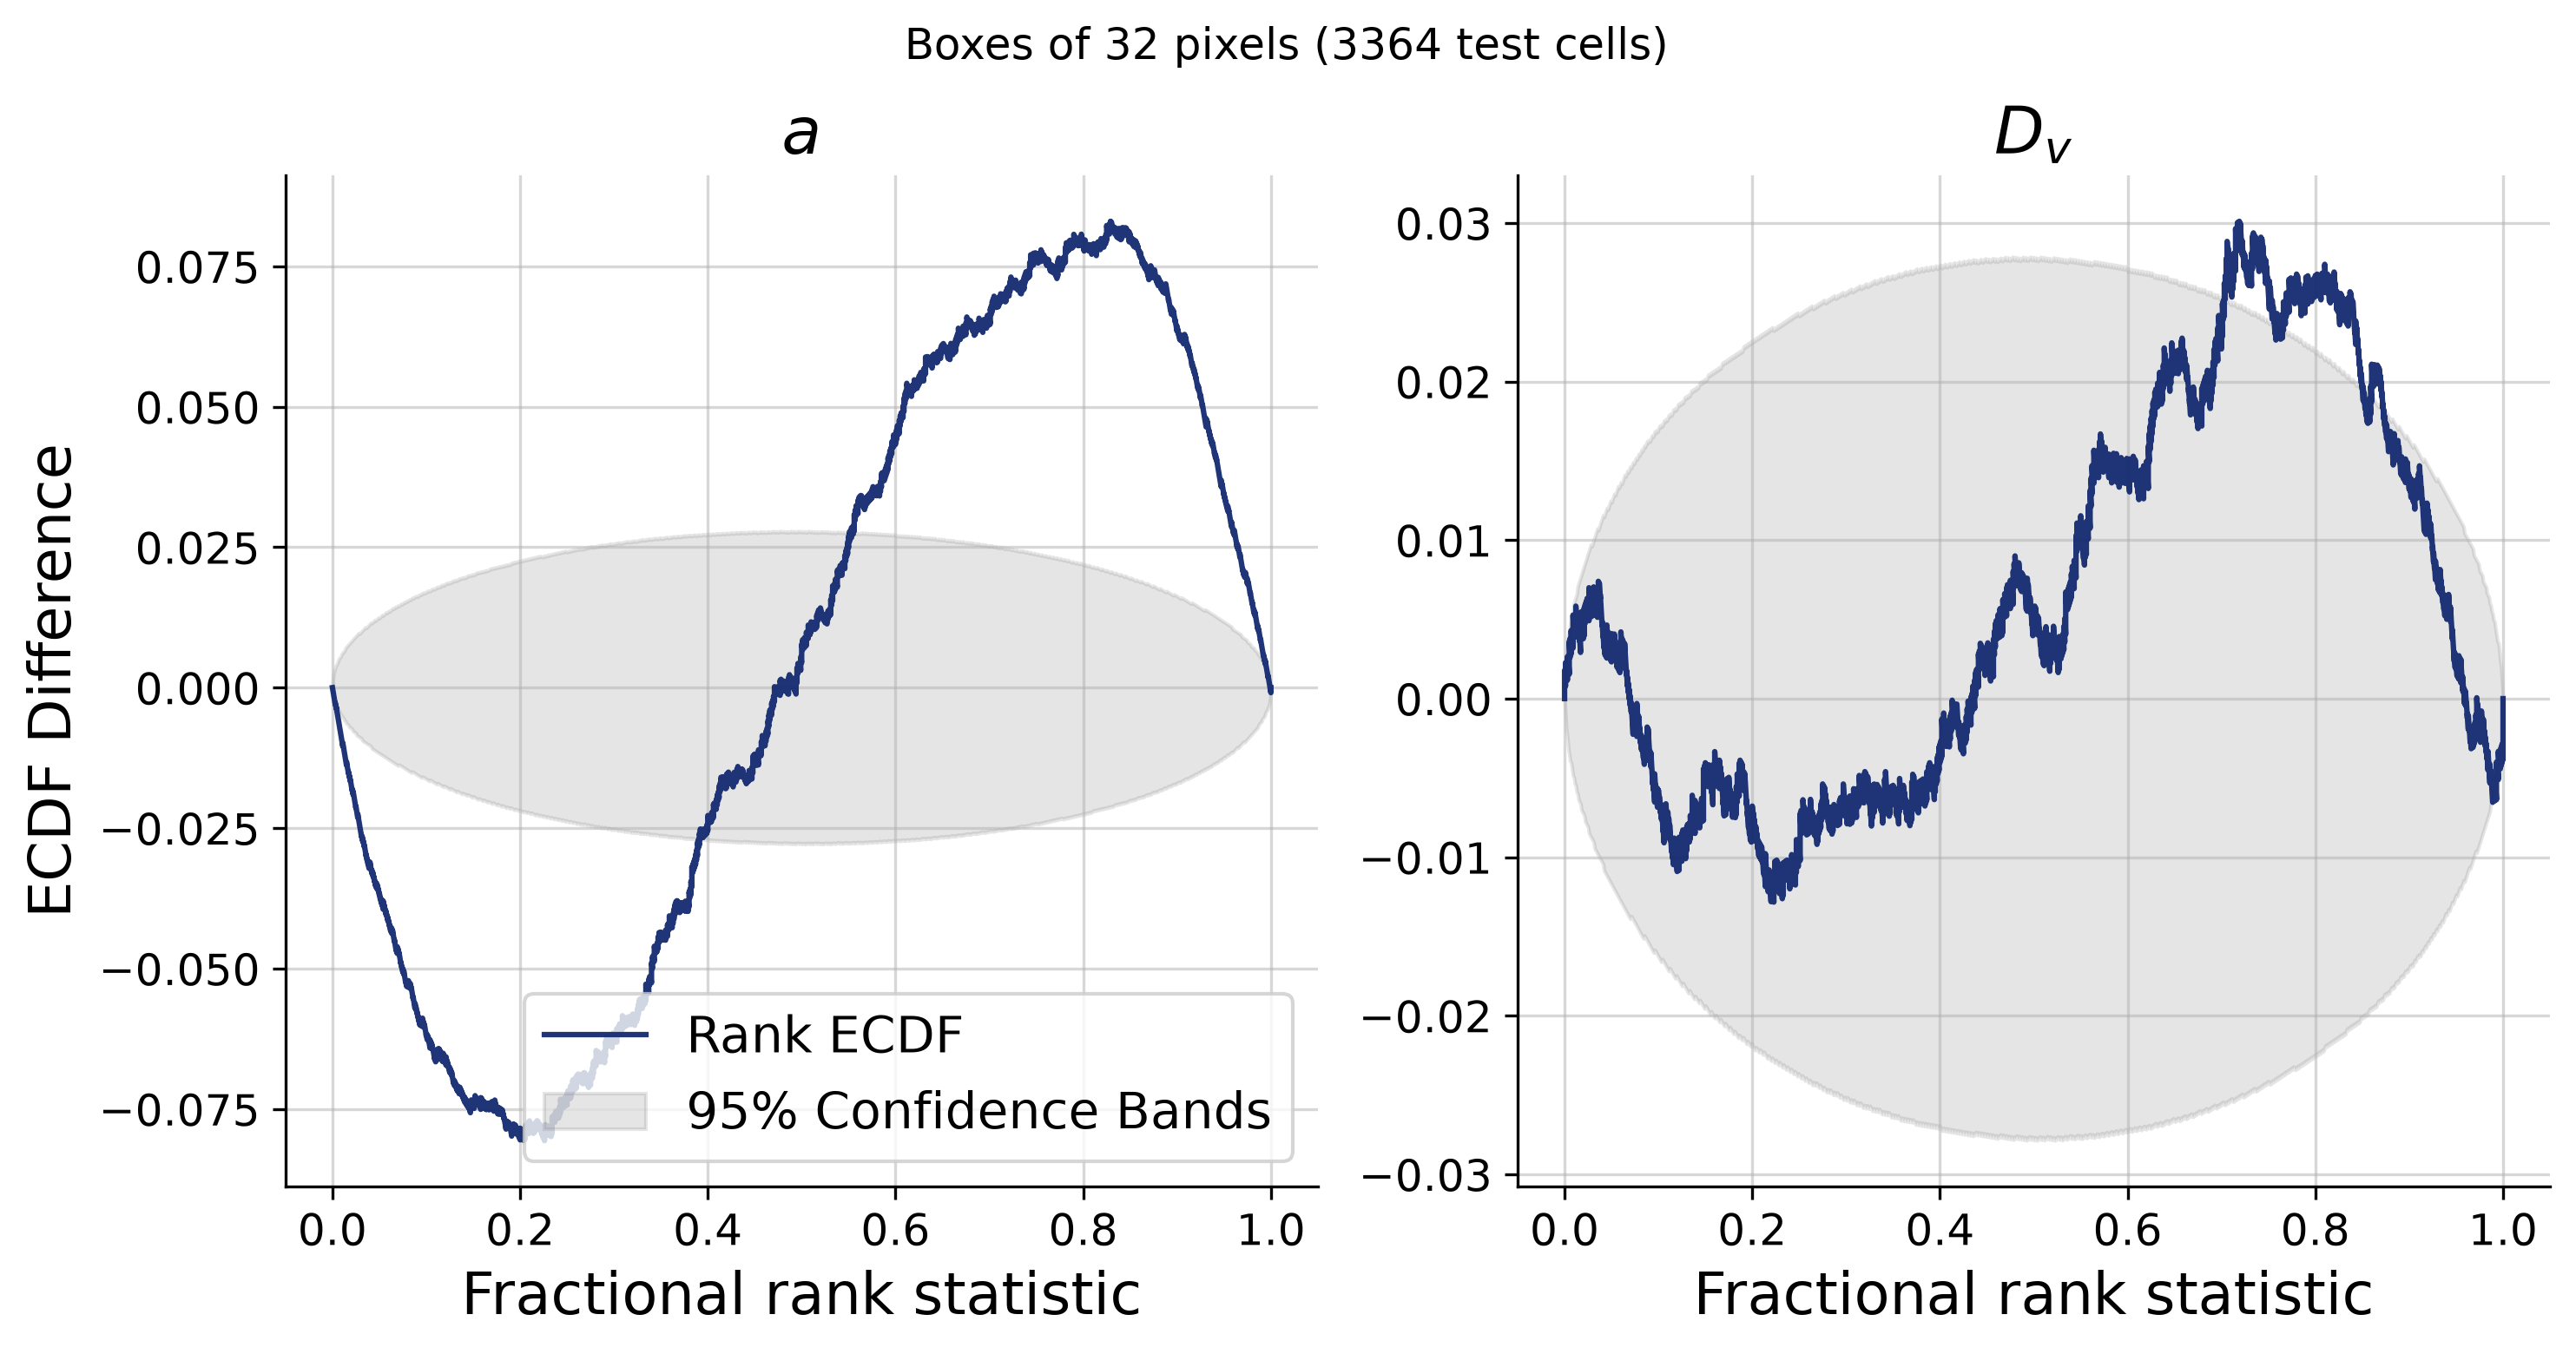 Boxes of 32 pixels (3364 test cells)
a
ECDF Difference
0.075
0.050
0.025
0.000
−0.025
−0.050
−0.075
Rank ECDF
95% Confidence Bands
0.0 0.2 0.4 0.6 0.8 1.0
Fractional rank statistic
D_v
0.03
0.02
0.01
0.00
−0.01
−0.02
−0.03
0.0 0.2 0.4 0.6 0.8 1.0
Fractional rank statistic